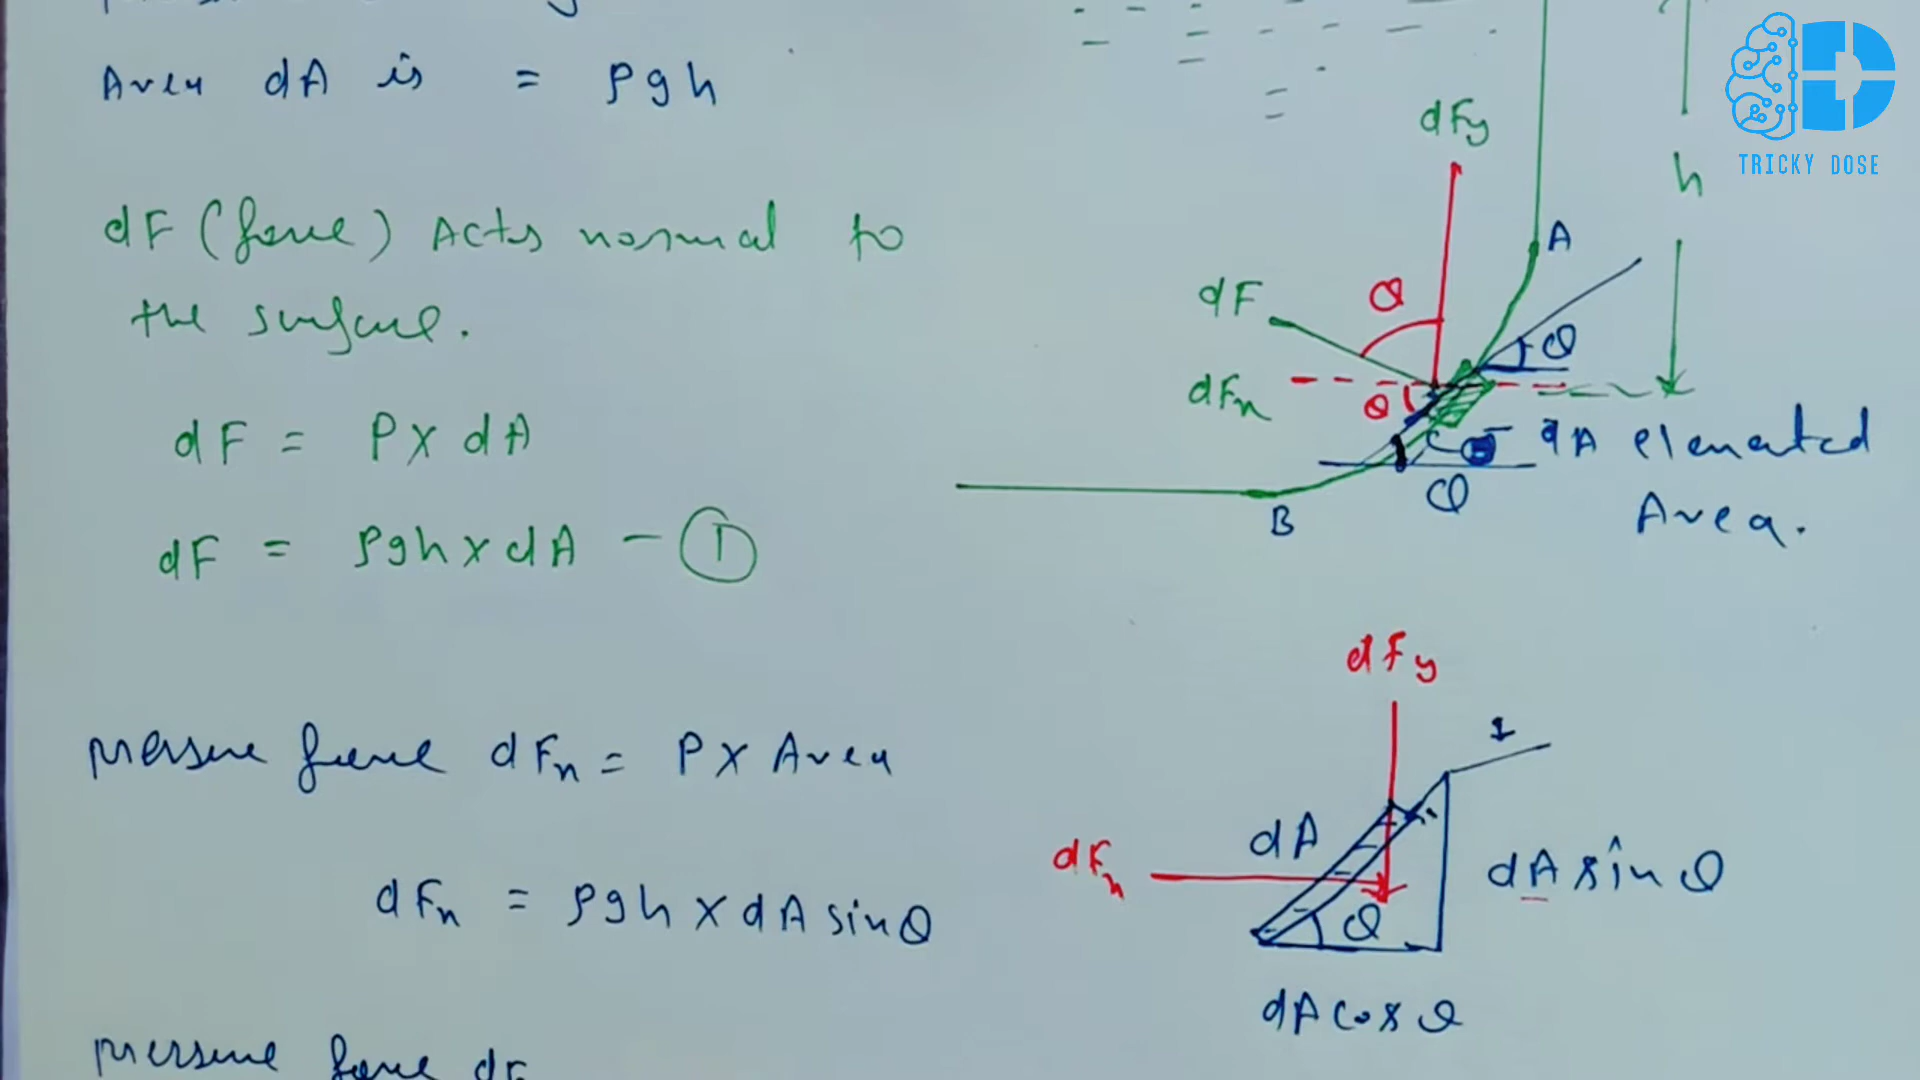 Area dA is = ρgh
dF (force) Acts normal to
the surface.
dF = P X dA
dF = ρgh X dA - 1
pressure force dFx = P X Area
dFx = ρgh X dA sinθ
pressure force dF
TRICKY DOSE
dFy
h
A
dF
θ
θ
dFx
θ
dA elemented
Area.
θ
B
dFy
dA
dFx
dA sinθ
θ
dA cosθ